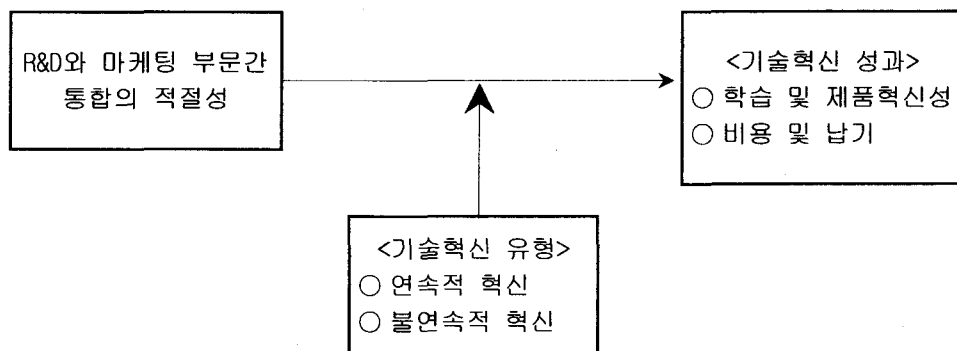 R&D와 마케팅 부문간
통합의 적절성
<기술혁신 성과>
○ 학습 및 제품혁신성
○ 비용 및 납기
<기술혁신 유형>
○ 연속적 혁신
○ 불연속적 혁신